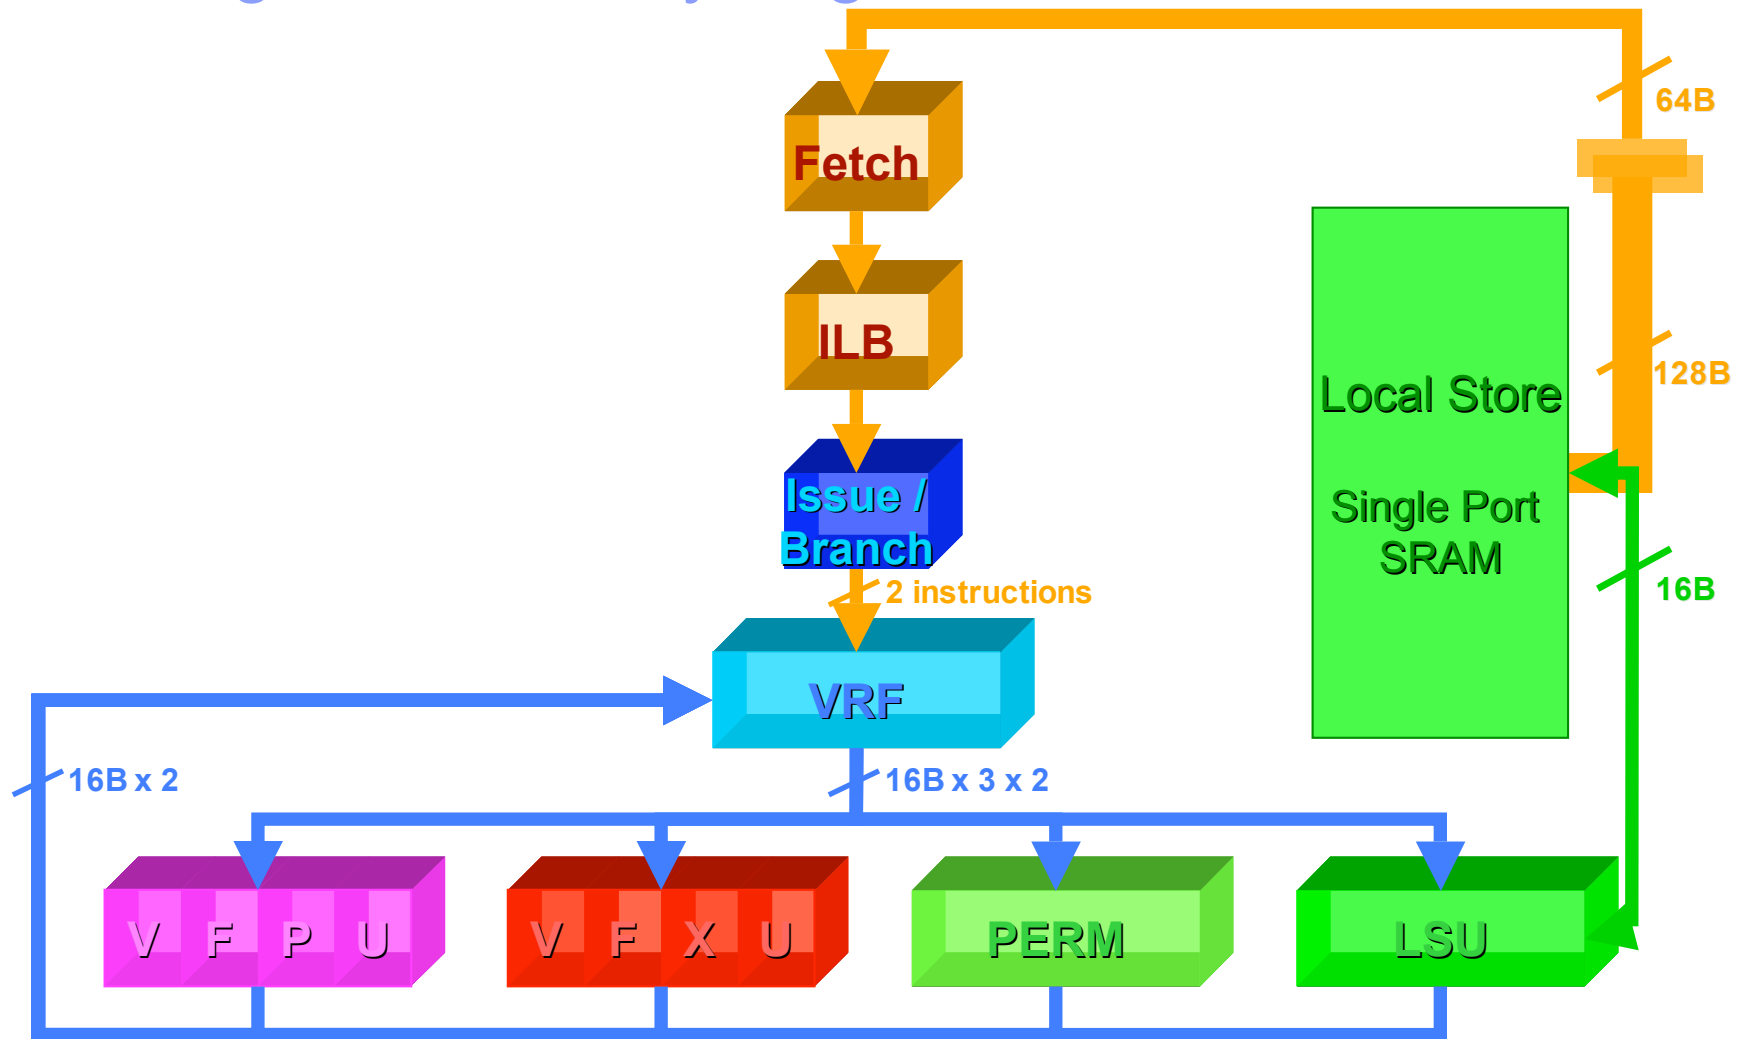 64B
Fetch
ILB
128B
Local Store
Issue /
Branch
Single Port
SRAM
2 instructions
16B
VRF
16B x 2
16B x 3 x 2
V F P U
V F X U
PERM
LSU